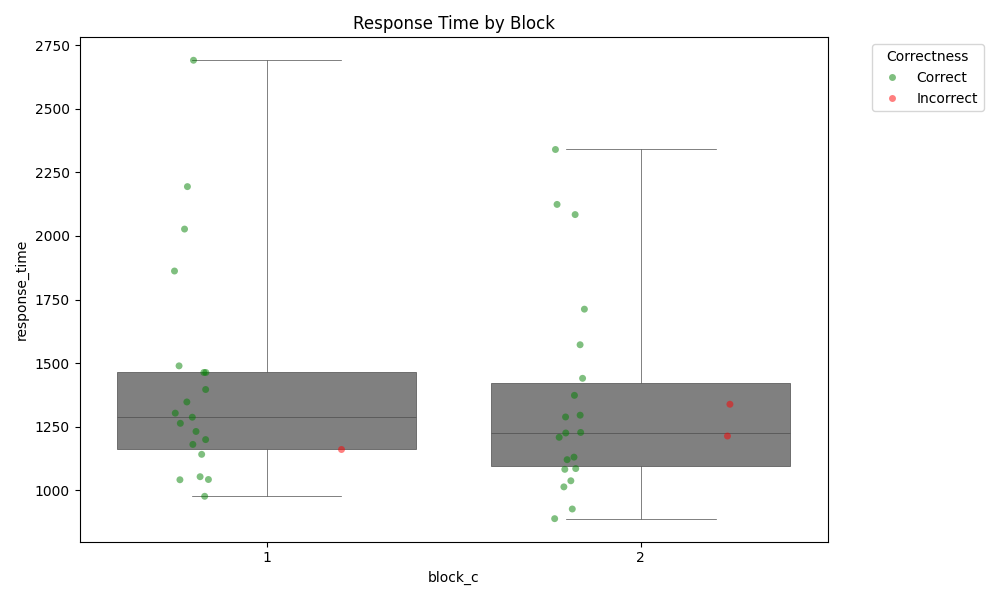 Response Time by Block
Correctness
Correct
Incorrect
response_time
2750
2500
2250
2000
1750
1500
1250
1000
1
2
block_c